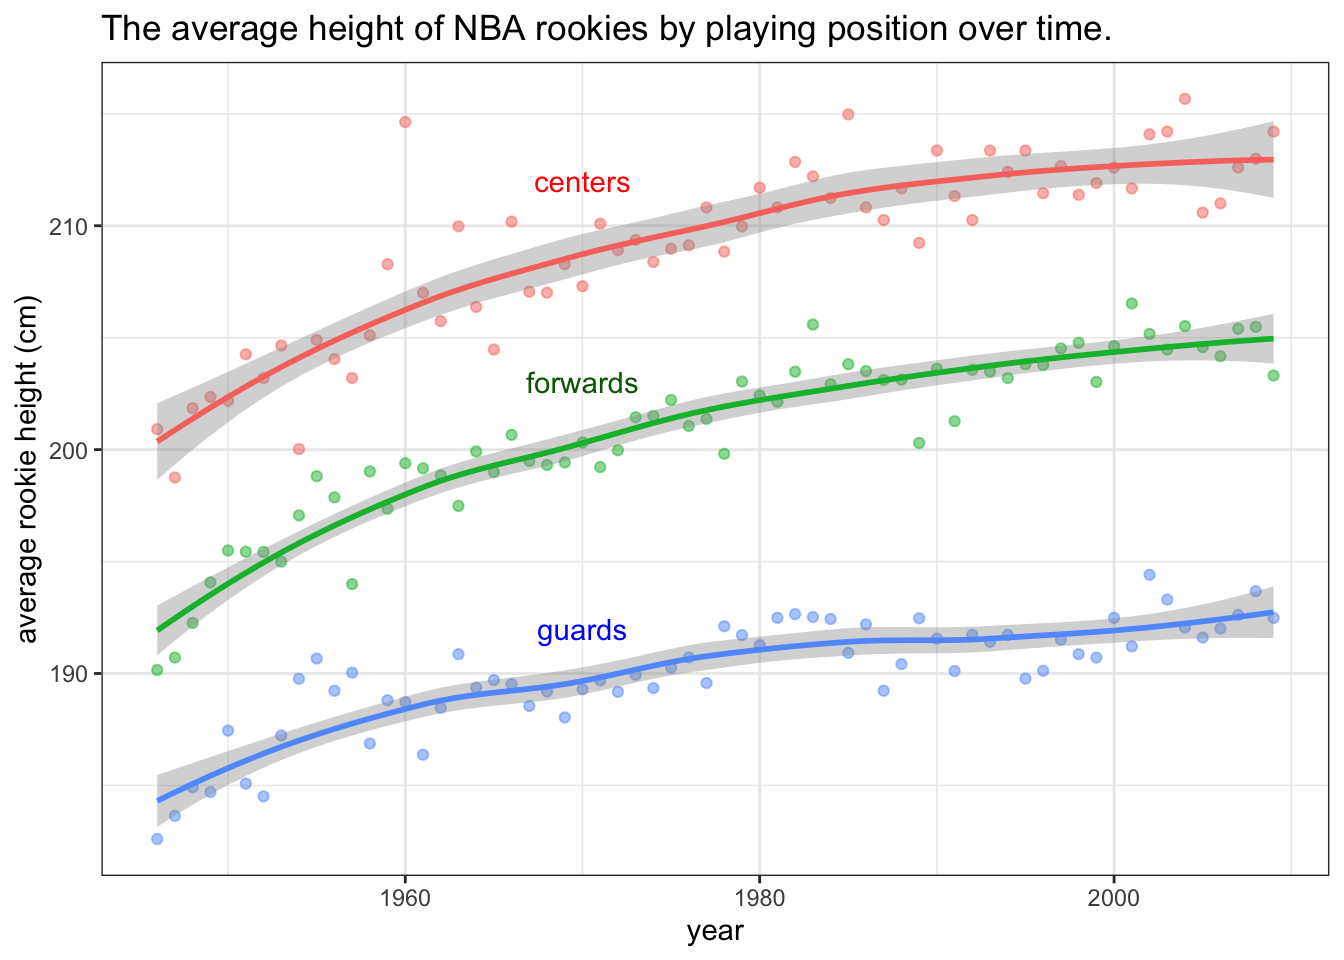 The average height of NBA rookies by playing position over time.
centers
210
forwards
200
guards
190
average rookie height (cm)
1960 1980 2000
year